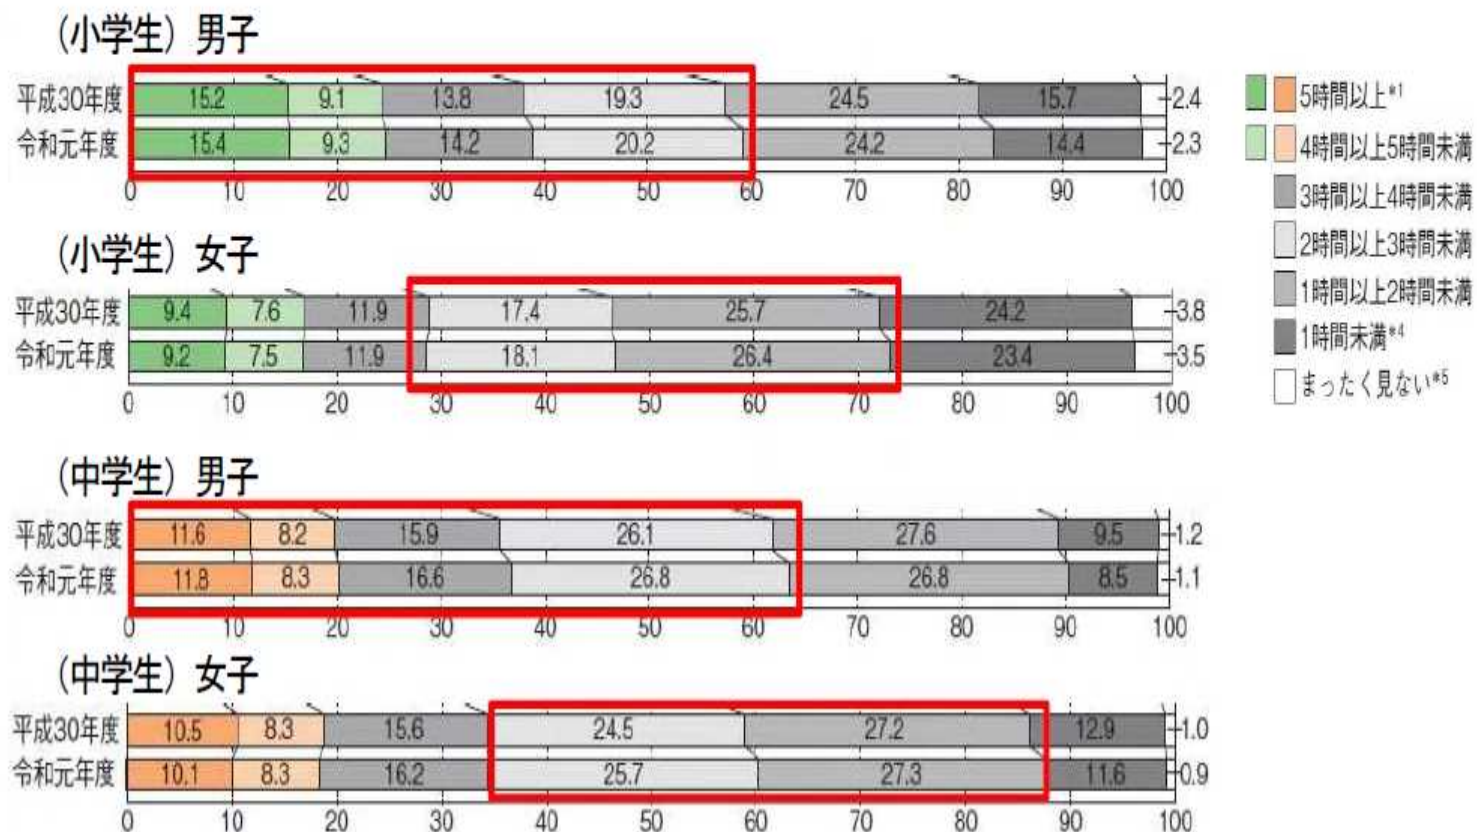 （小学生）男子
平成30年度 15.2 9.1 13.8 19.3 24.5 15.7 2.4
令和元年度 15.4 9.3 14.2 20.2 24.2 14.4 2.3
0 10 20 30 40 50 60 70 80 90 100
（小学生）女子
平成30年度 9.4 7.6 11.9 17.4 25.7 24.2 3.8
令和元年度 9.2 7.5 11.9 18.1 26.4 23.4 3.5
0 10 20 30 40 50 60 70 80 90 100
（中学生）男子
平成30年度 11.6 8.2 15.9 26.1 27.6 9.5 1.2
令和元年度 11.8 8.3 16.6 26.8 26.8 8.5 1.1
0 10 20 30 40 50 60 70 80 90 100
（中学生）女子
平成30年度 10.5 8.3 15.6 24.5 27.2 12.9 1.0
令和元年度 10.1 8.3 16.2 25.7 27.3 11.6 0.9
0 10 20 30 40 50 60 70 80 90 100
5時間以上*1
4時間以上5時間未満
3時間以上4時間未満
2時間以上3時間未満
1時間以上2時間未満
1時間未満*4
まったく見ない*5